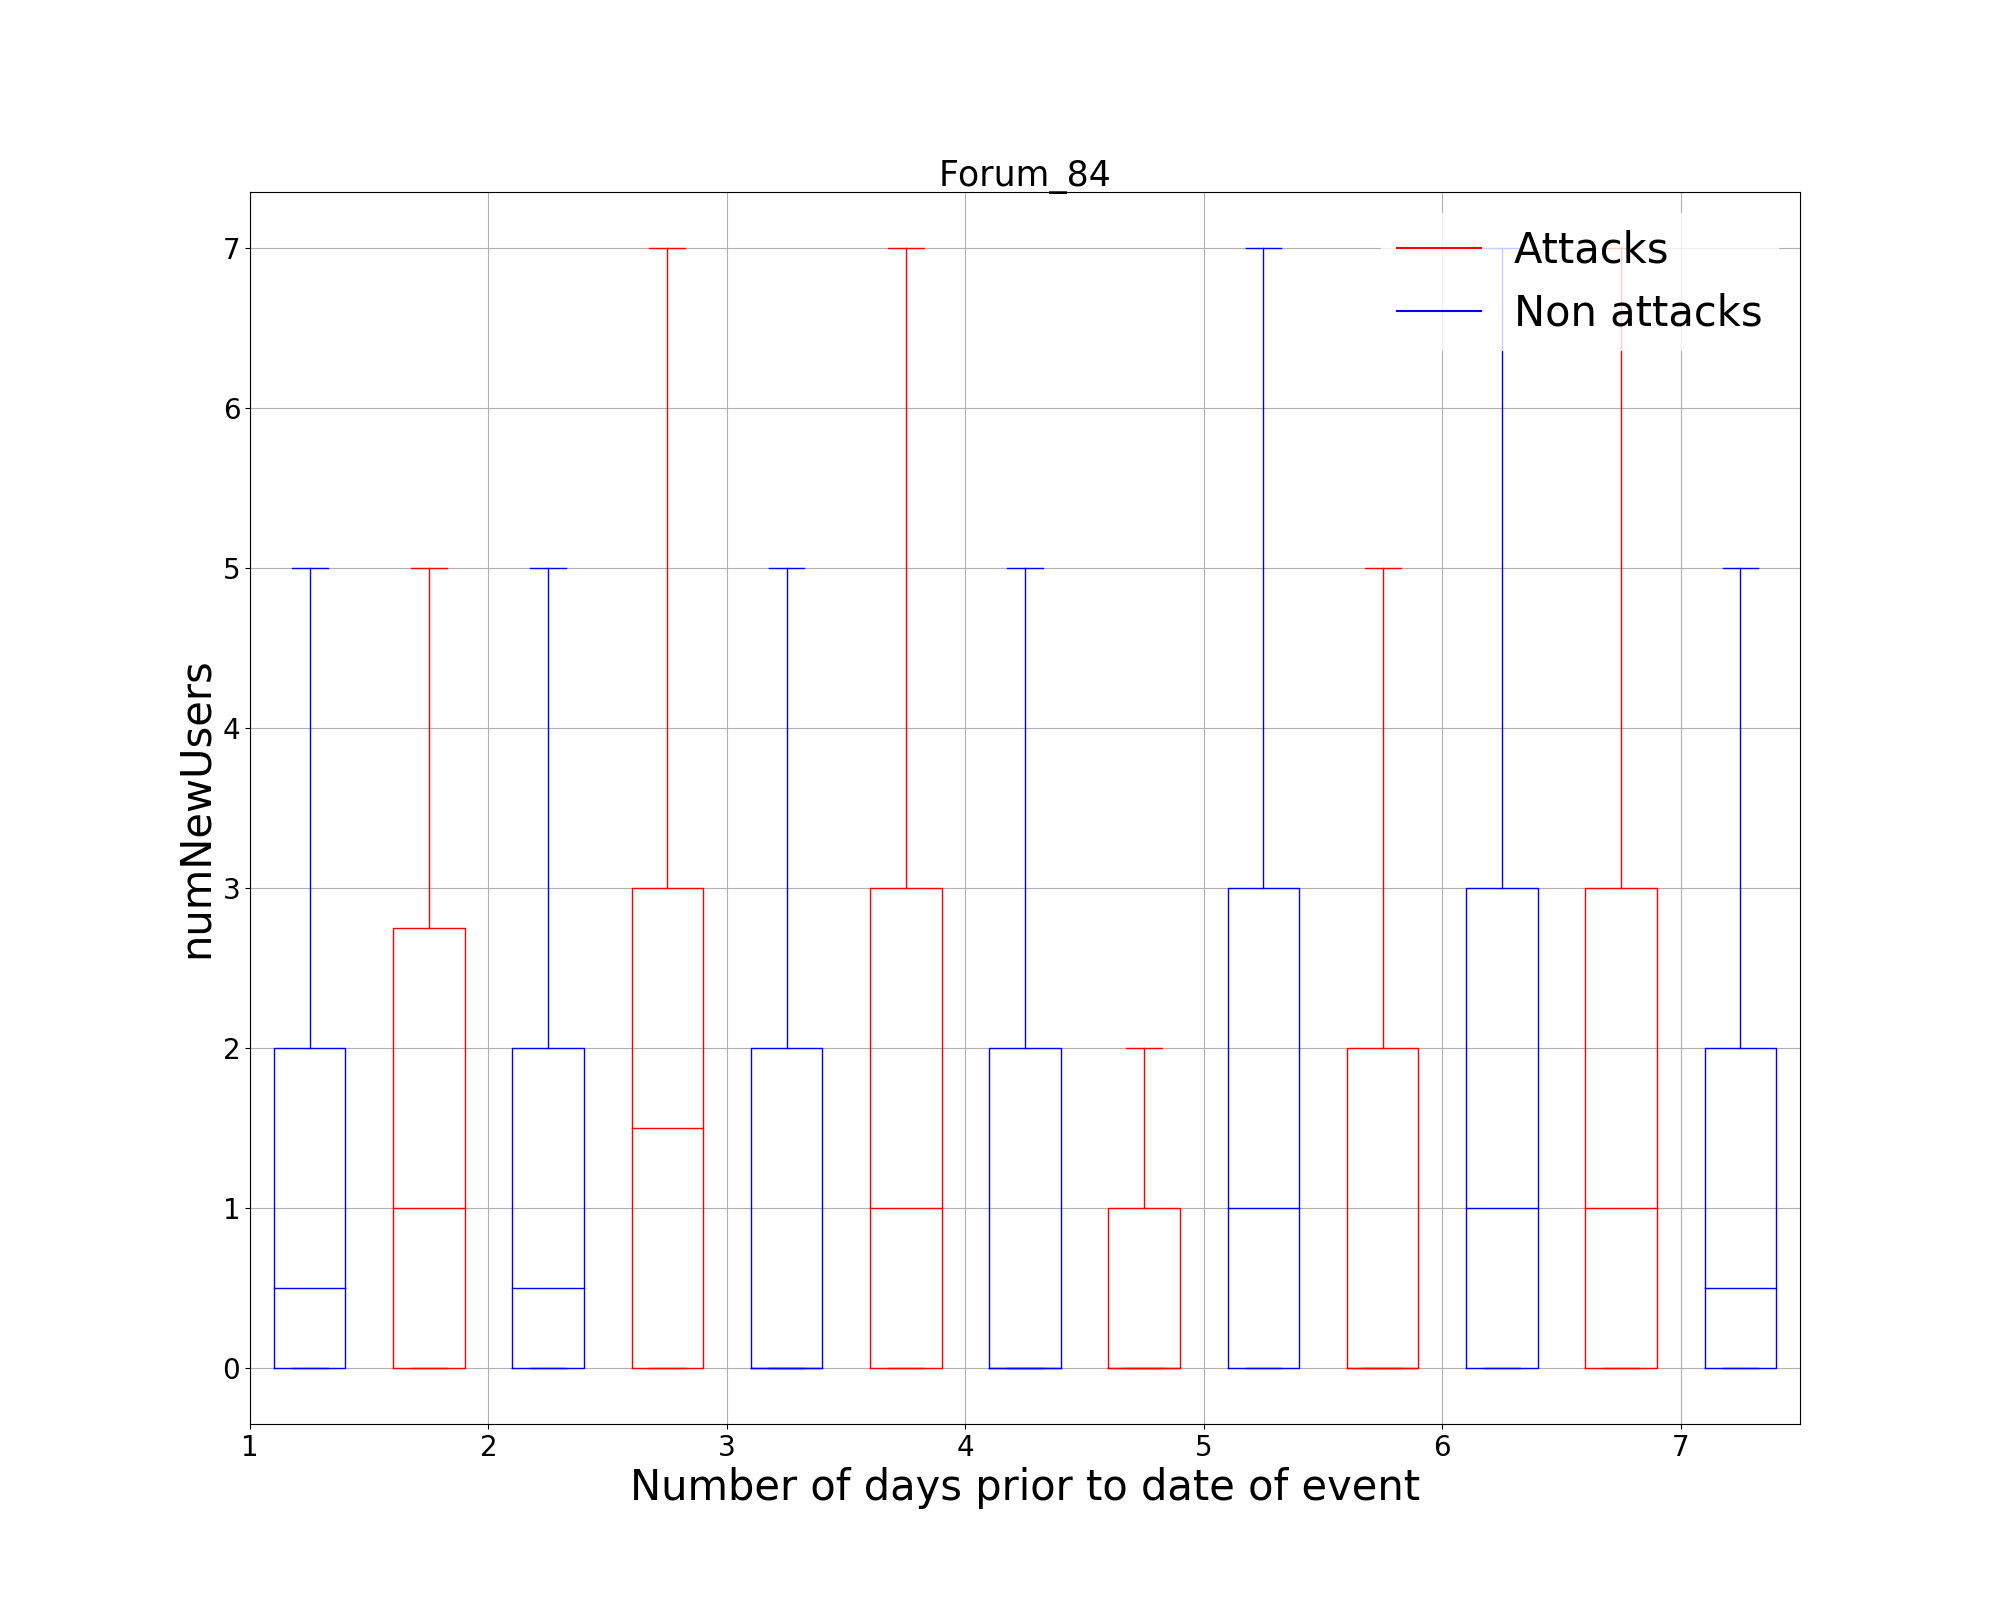 Forum_84
Attacks
Non attacks
numNewUsers
7
6
5
4
3
2
1
0
1 2 3 4 5 6 7
Number of days prior to date of event